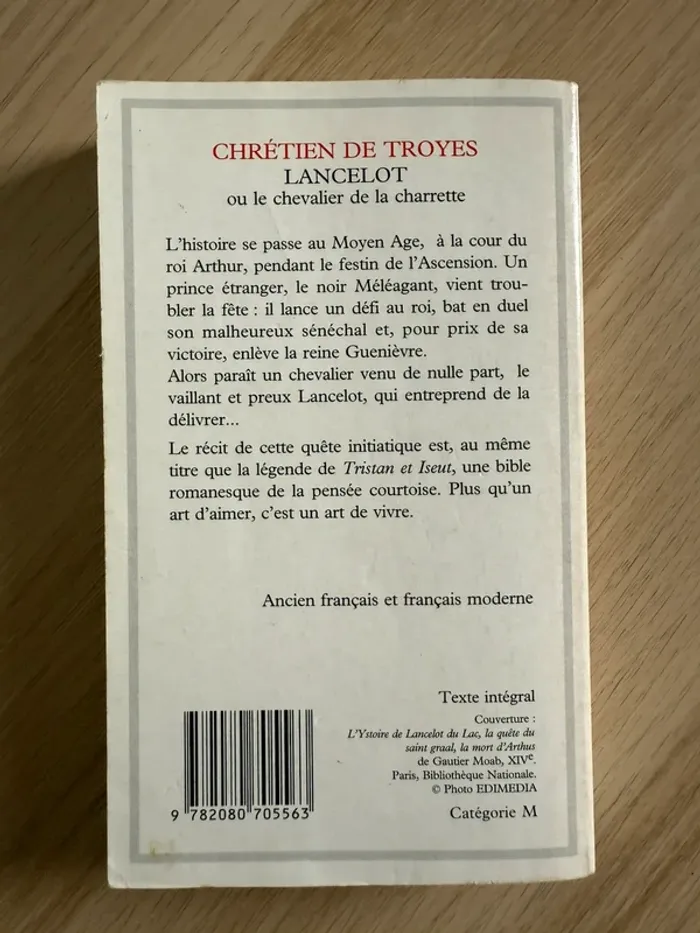 CHRÉTIEN DE TROYES
LANCELOT
ou le chevalier de la charrette
L'histoire se passe au Moyen Age, à la cour du
roi Arthur, pendant le festin de l'Ascension. Un
prince étranger, le noir Méléagant, vient trou-
bler la fête : il lance un défi au roi, bat en duel
son malheureux sénéchal et, pour prix de sa
victoire, enlève la reine Guenièvre.
Alors paraît un chevalier venu de nulle part, le
vaillant et preux Lancelot, qui entreprend de la
délivrer...
Le récit de cette quête initiatique est, au même
titre que la légende de Tristan et Iseut, une bible
romanesque de la pensée courtoise. Plus qu'un
art d'aimer, c'est un art de vivre.
Ancien français et français moderne
Texte intégral
Couverture :
L'Ystoire de Lancelot du Lac, la quête du
saint graal, la mort d'Arthus
de Gautier Moab, XIVe.
Paris, Bibliothèque Nationale.
© Photo EDIMEDIA
Catégorie M
9 782080 705563